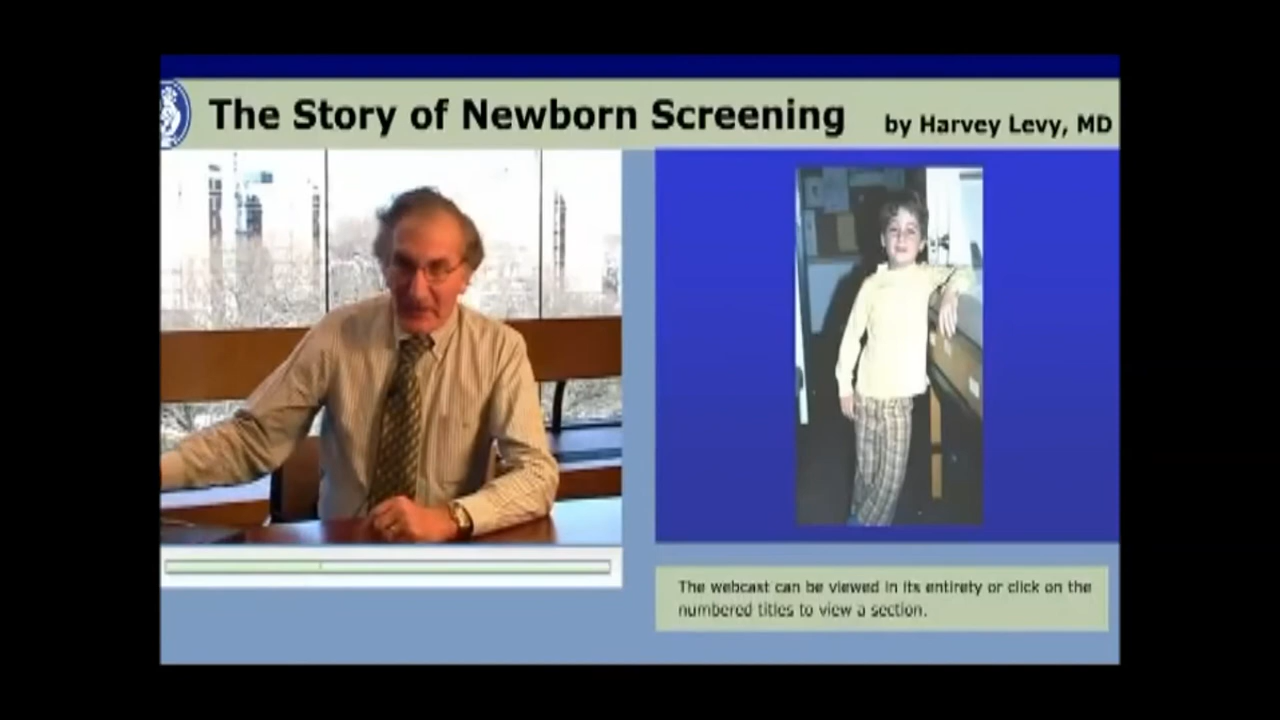 The Story of Newborn Screening by Harvey Levy, MD
The webcast can be viewed in its entirety or click on the
numbered titles to view a section.